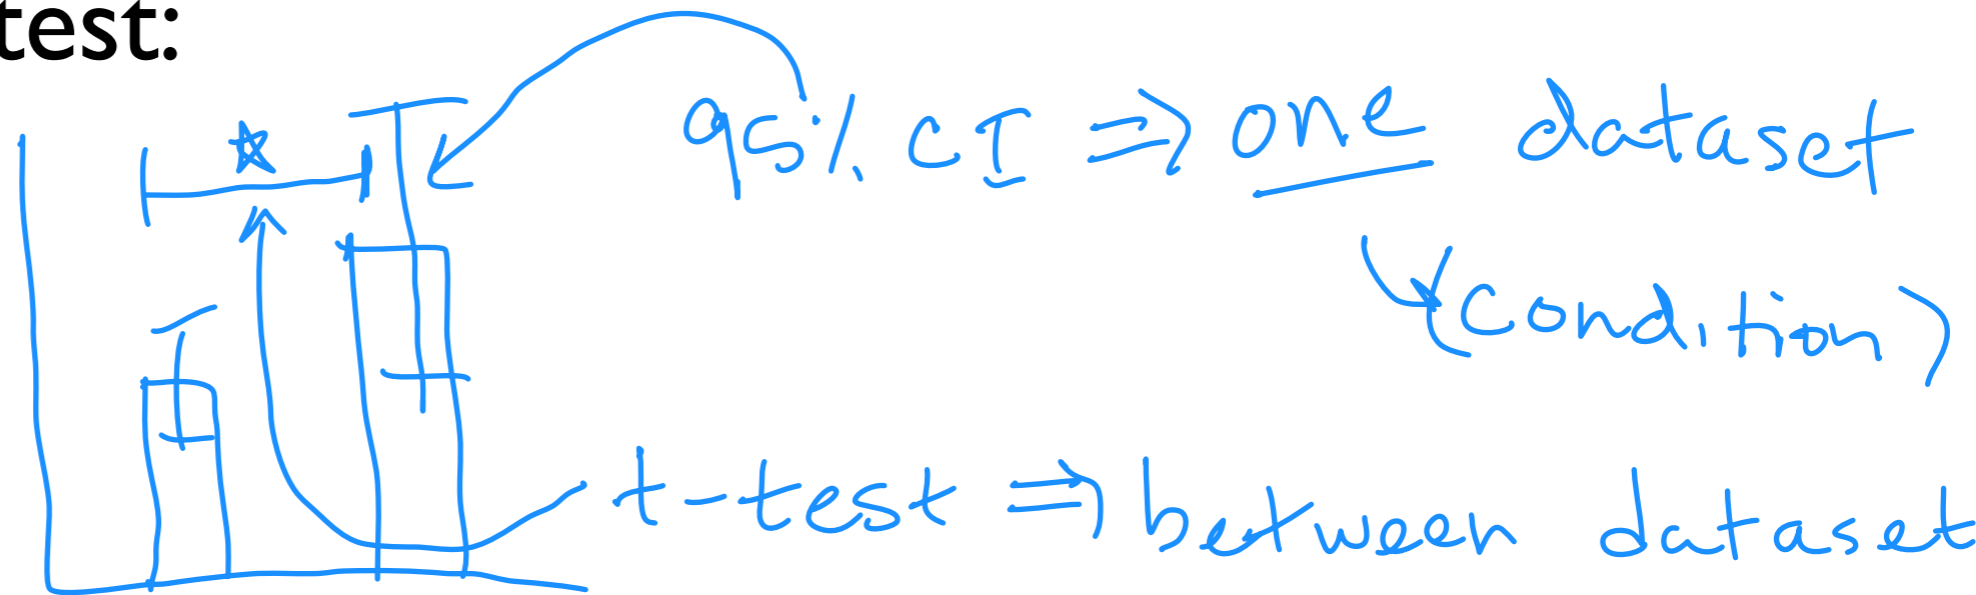 test:
95% CI ⇒ one dataset
(condition)
t-test ⇒ between dataset